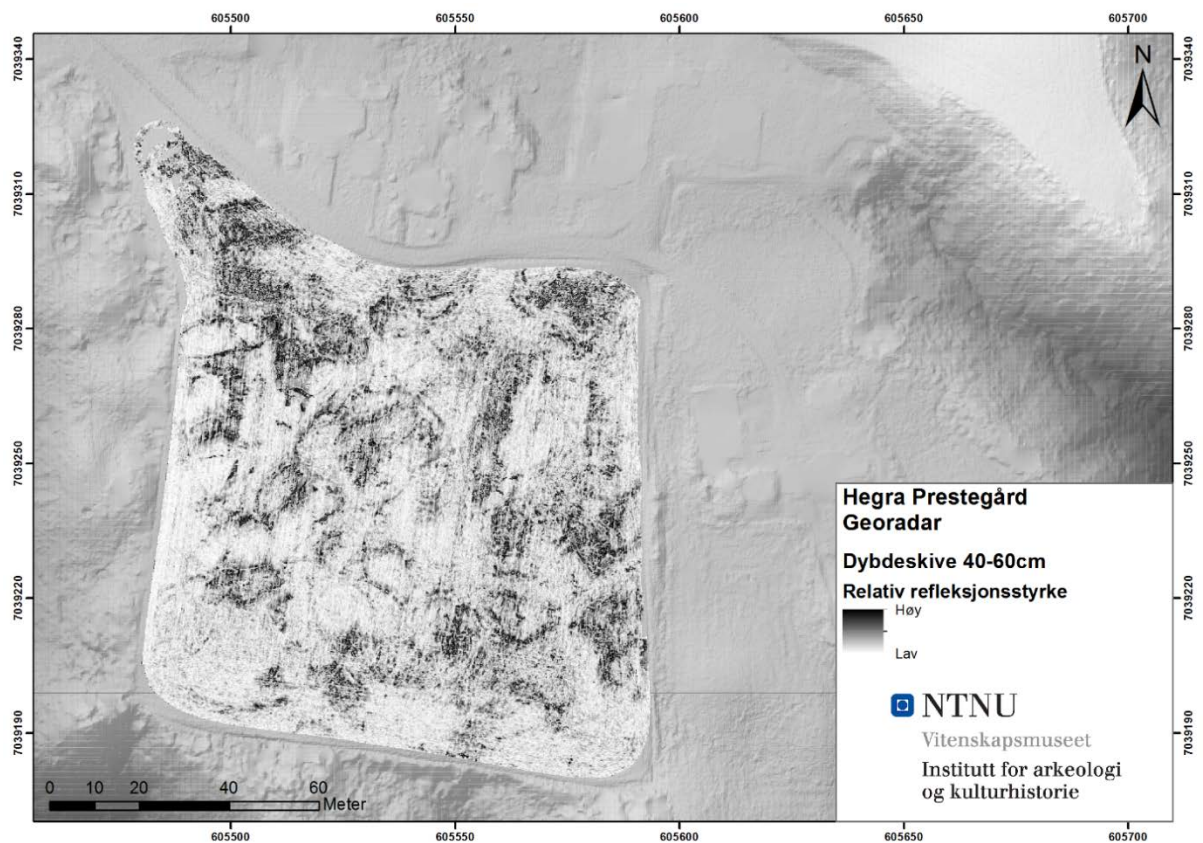 605500 605550 605600 605650 605700
7039340 7039340
N
7039310 7039310
7039280 7039280
7039250 7039250
Hegra Prestegård
Georadar
Dybdeskive 40-60cm
Relativ refleksjonsstyrke
Høy
Lav
7039220 7039220
NTNU
Vitenskapsmuseet
Institutt for arkeologi
og kulturhistorie
7039190 7039190
0 10 20 40 60
Meter
605500 605550 605600 605650 605700